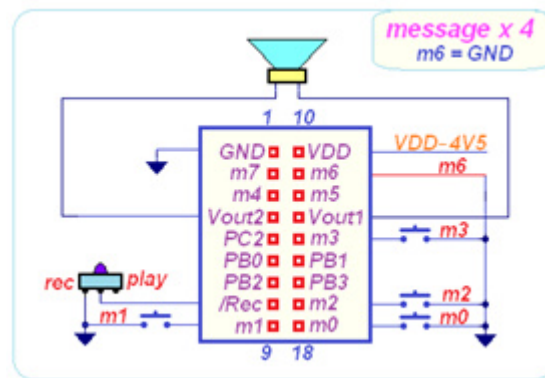 message x 4
m6 = GND
1 10
GND VDD
VDD-4V5
m7 m6
m6
m4 m5
Vout2 Vout1
PC2 m3
m3
PB0 PB1
rec play
PB2 PB3
/Rec m2
m2
m1
m1 m0
m0
9 18